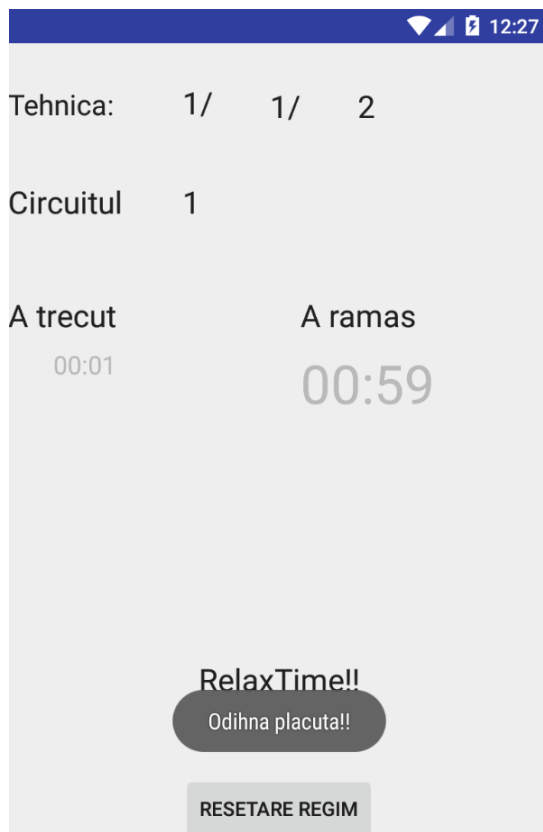 12:27
Tehnica: 1/ 1/ 2
Circuitul 1
A trecut A ramas
00:01 00:59
RelaxTime!!
Odihna placuta!!
RESETARE REGIM